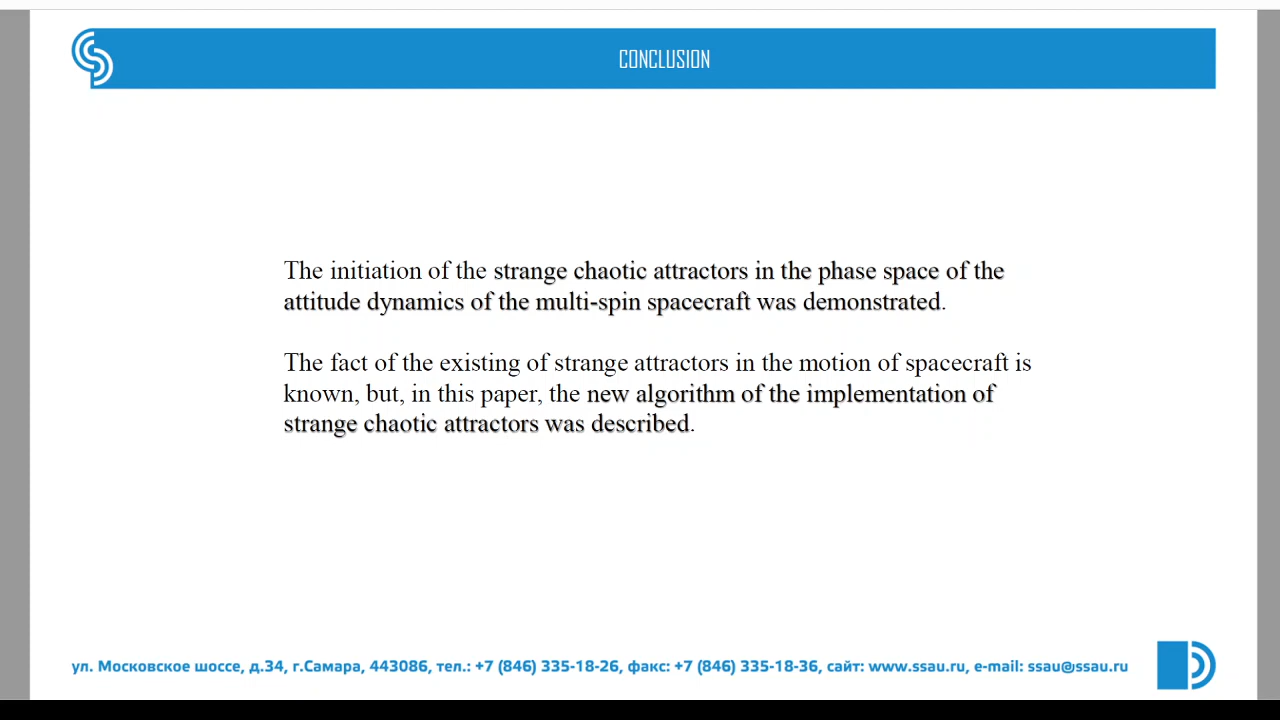 CONCLUSION
The initiation of the strange chaotic attractors in the phase space of the
attitude dynamics of the multi-spin spacecraft was demonstrated.
The fact of the existing of strange attractors in the motion of spacecraft is
known, but, in this paper, the new algorithm of the implementation of
strange chaotic attractors was described.
ул. Московское шоссе, д.34, г.Самара, 443086, тел.: +7 (846) 335-18-26, факс: +7 (846) 335-18-36, сайт: www.ssau.ru, e-mail: ssau@ssau.ru